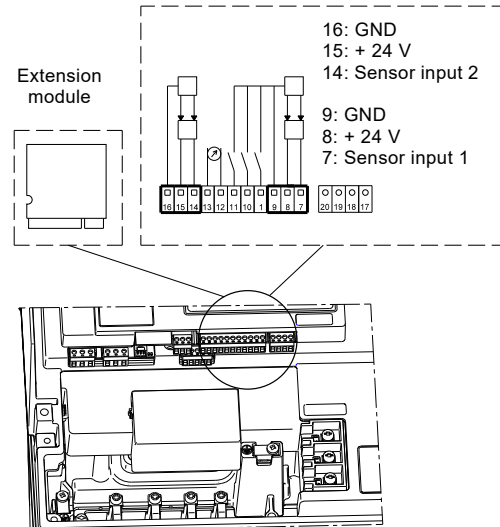 16: GND
15: + 24 V
14: Sensor input 2
9: GND
8: + 24 V
7: Sensor input 1
Extension
module
16 15 14 13 12 11 10 1 9 8 7 20 19 18 17